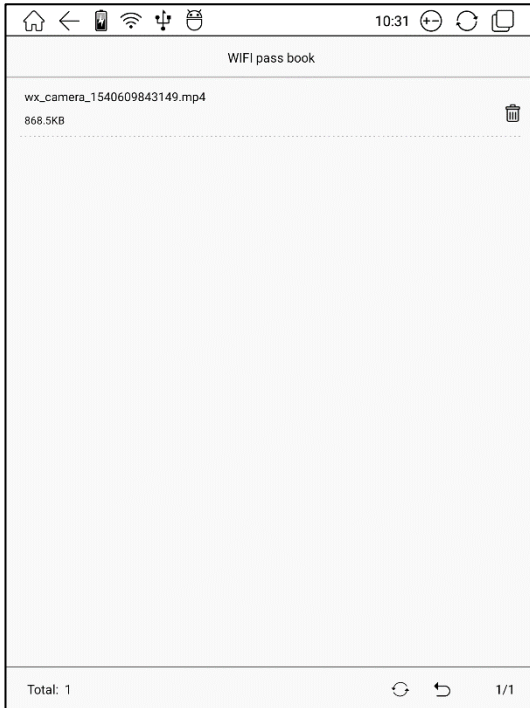 10:31
WIFI pass book
wx_camera_1540609843149.mp4
868.5KB
Total: 1
1/1